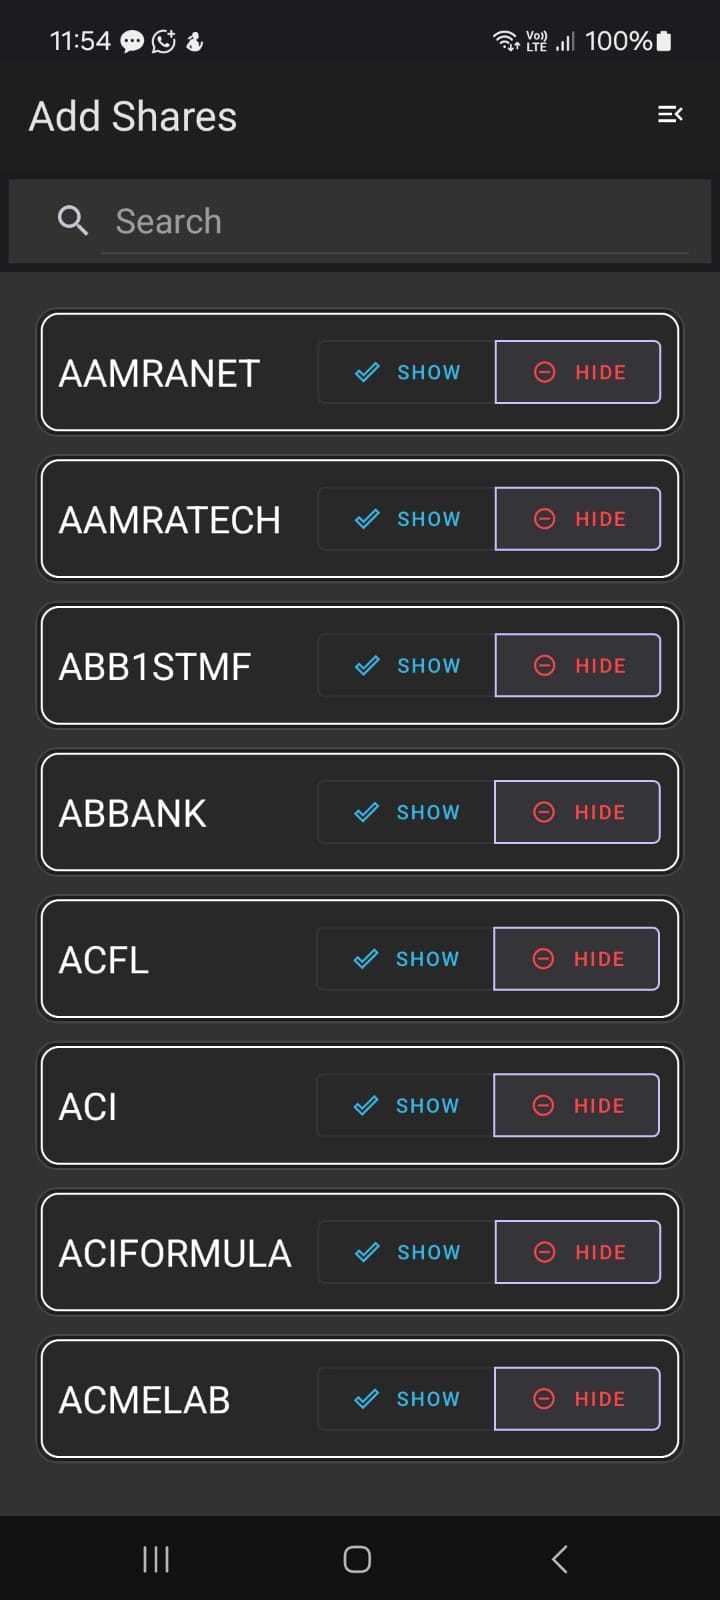 11:54 Vo)) LTE 100%
Add Shares
Search
AAMRANET SHOW HIDE
AAMRATECH SHOW HIDE
ABB1STMF SHOW HIDE
ABBANK SHOW HIDE
ACFL SHOW HIDE
ACI SHOW HIDE
ACIFORMULA SHOW HIDE
ACMELAB SHOW HIDE